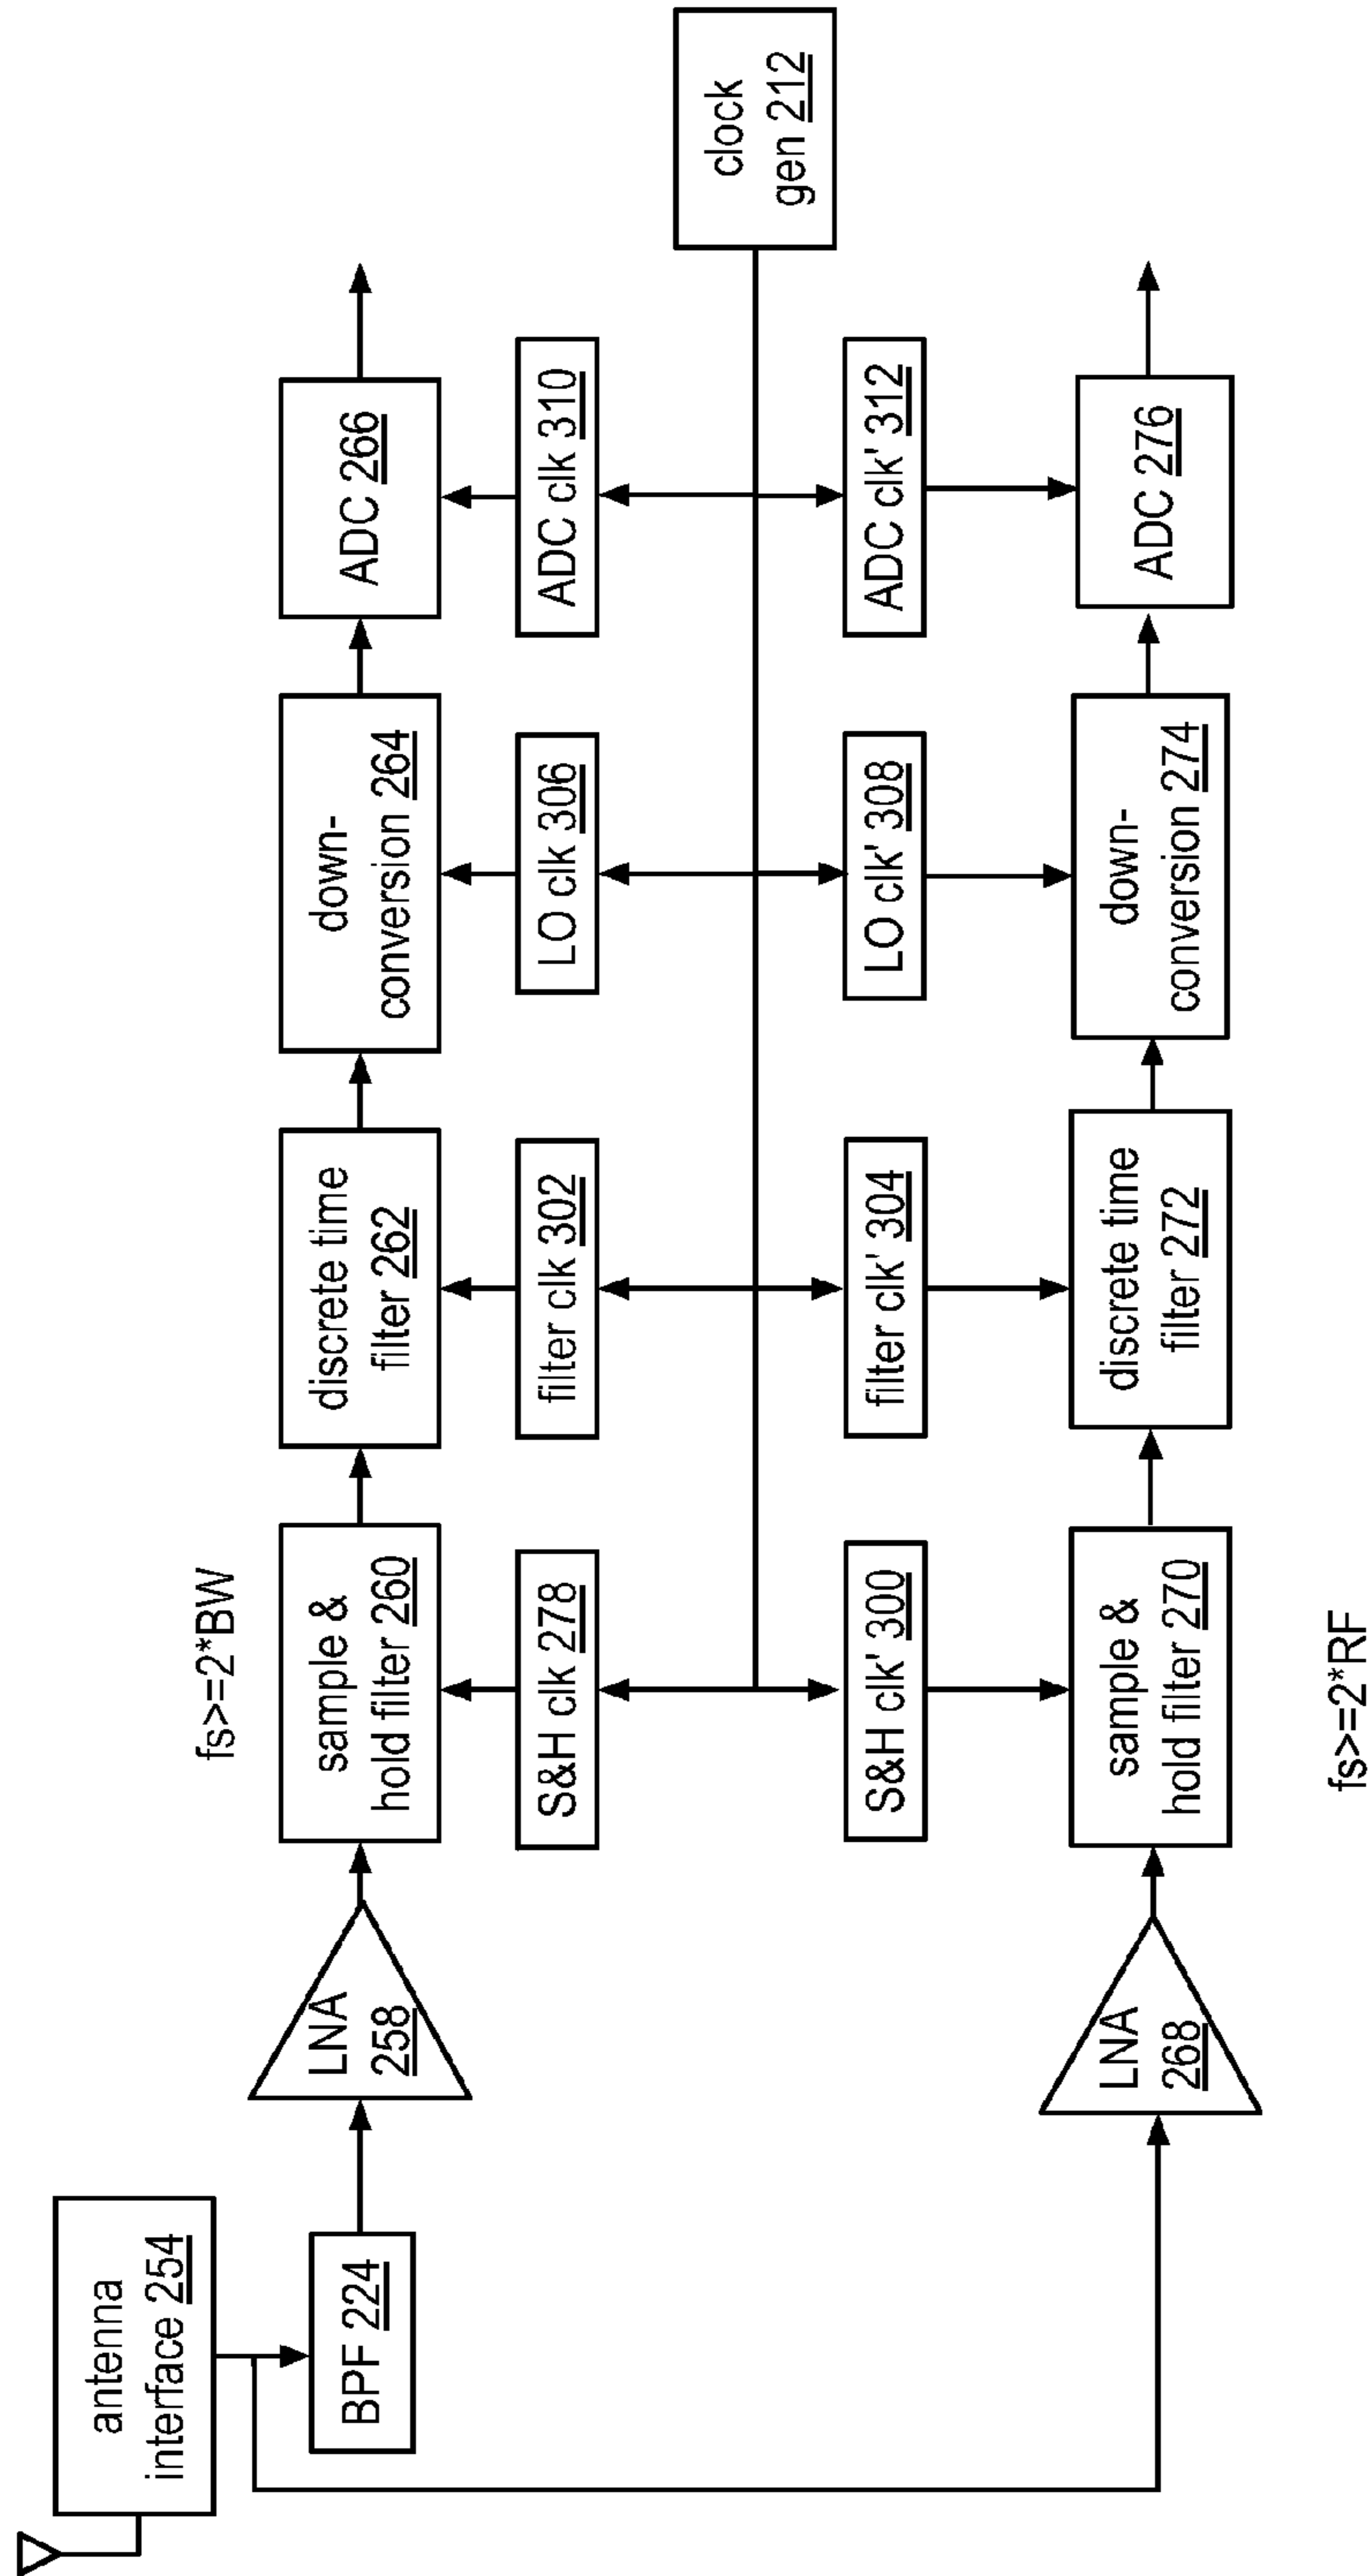 antenna
interface 254
BPF 224
LNA
258
fs>=2*BW
sample &
hold filter 260
discrete time
filter 262
down-
conversion 264
ADC 266
S&H clk 278
filter clk 302
LO clk 306
ADC clk 310
clock
gen 212
S&H clk' 300
filter clk' 304
LO clk' 308
ADC clk' 312
LNA
268
sample &
hold filter 270
discrete time
filter 272
down-
conversion 274
ADC 276
fs>=2*RF